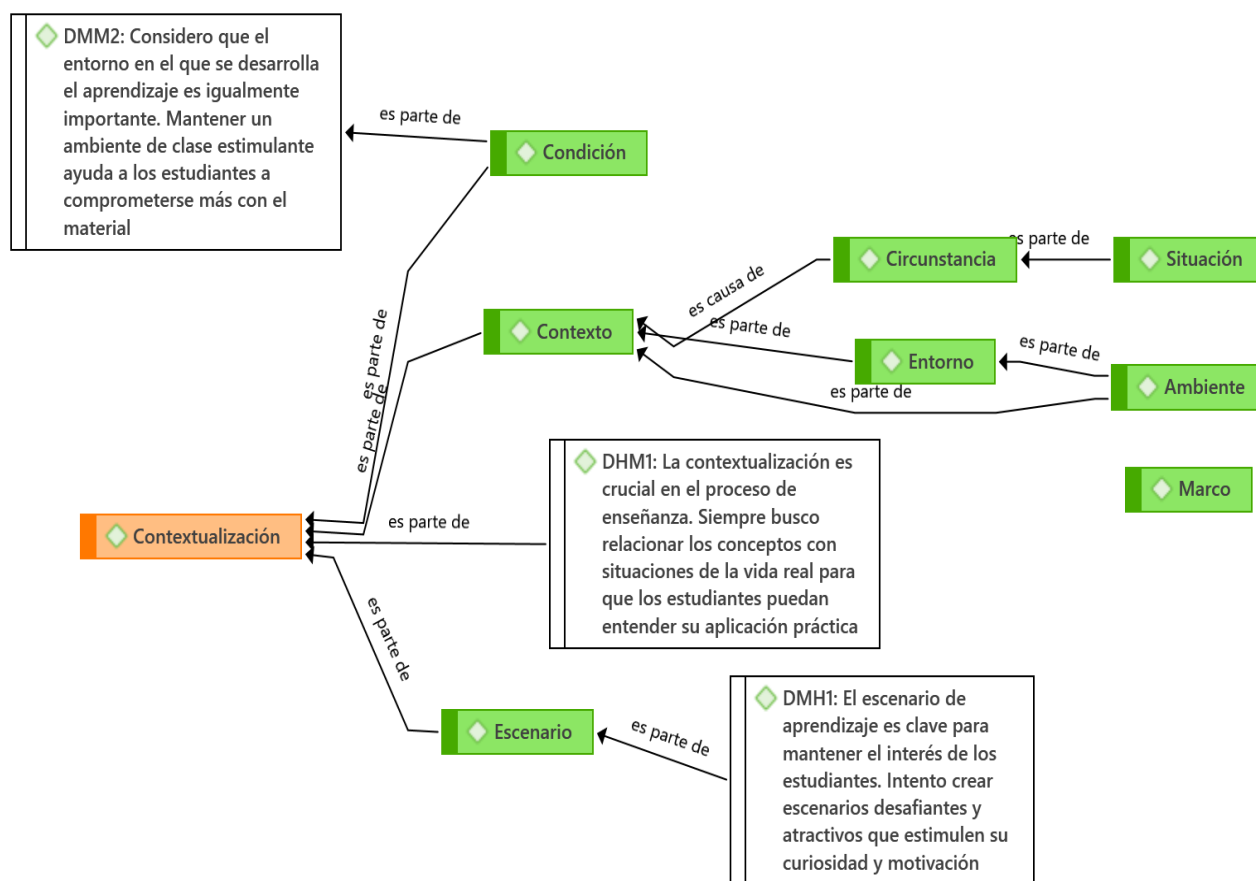 DMM2: Considero que el
entorno en el que se desarrolla
el aprendizaje es igualmente
importante. Mantener un
ambiente de clase estimulante
ayuda a los estudiantes a
comprometerse más con el
material
es parte de
Condición
es parte de
Circunstancia
es parte de
Situación
es causa de
Contexto
es parte de
Entorno
es parte de
Ambiente
es parte de
es parte de
DHM1: La contextualización es
crucial en el proceso de
enseñanza. Siempre busco
relacionar los conceptos con
situaciones de la vida real para
que los estudiantes puedan
entender su aplicación práctica
Marco
Contextualización
es parte de
es parte de
Escenario
es parte de
DMH1: El escenario de
aprendizaje es clave para
mantener el interés de los
estudiantes. Intento crear
escenarios desafiantes y
atractivos que estimulen su
curiosidad y motivación